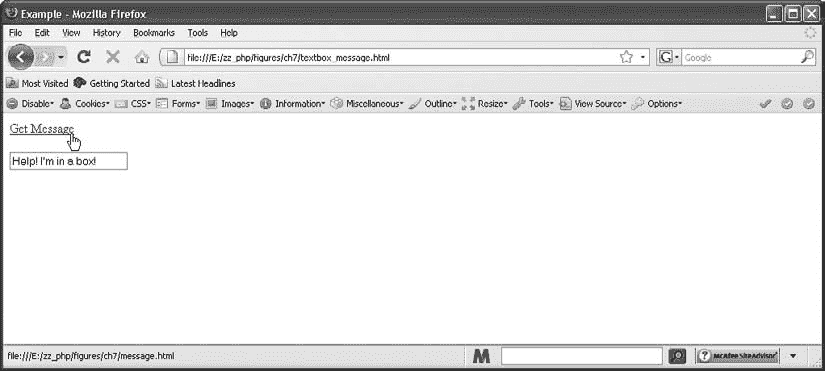 Example - Mozilla Firefox
File Edit View History Bookmarks Tools Help
file:///E:/zz_php/figures/ch7/textbox_message.html G Google
Most Visited Getting Started Latest Headlines
Disable Cookies CSS Forms Images Information Miscellaneous Outline Resize Tools View Source Options
Get Message
Help! I'm in a box!
file:///E:/zz_php/figures/ch7/message.html M McAfee SiteAdvisor